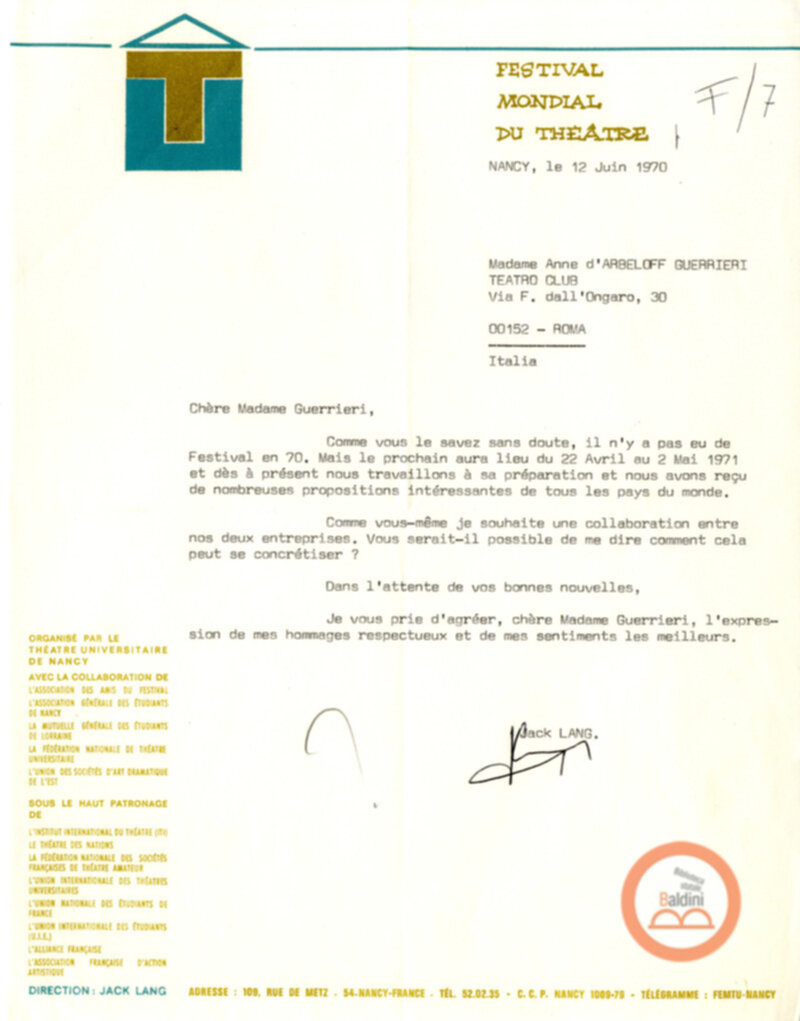 FESTIVAL
MONDIAL
DU THÉÂTRE
F/7
NANCY, le 12 Juin 1970
Madame Anne d'ARBELOFF GUERRIERI
TEATRO CLUB
Via F. dall'Ongaro, 30
00152 - ROMA
Italia
Chère Madame Guerrieri,
Comme vous le savez sans doute, il n'y a pas eu de
Festival en 70. Mais le prochain aura lieu du 22 Avril au 2 Mai 1971
et dès à présent nous travaillons à sa préparation et nous avons reçu
de nombreuses propositions intéressantes de tous les pays du monde.
Comme vous-même je souhaite une collaboration entre
nos deux entreprises. Vous serait-il possible de me dire comment cela
peut se concrétiser ?
Dans l'attente de vos bonnes nouvelles,
Je vous prie d'agréer, chère Madame Guerrieri, l'expres-
sion de mes hommages respectueux et de mes sentiments les meilleurs.
?
Jack LANG.
ORGANISÉ PAR LE
THÉATRE UNIVERSITAIRE
DE NANCY
AVEC LA COLLABORATION DE
L'ASSOCIATION DES AMIS DU FESTIVAL
L'ASSOCIATION GÉNÉRALE DES ÉTUDIANTS
DE NANCY
LA MUTUELLE GÉNÉRALE DES ÉTUDIANTS
DE LORRAINE
LA FÉDÉRATION NATIONALE DE THÉATRE
UNIVERSITAIRE
L'UNION DES SOCIÉTÉS D'ART DRAMATIQUE
DE L'EST
SOUS LE HAUT PATRONAGE
DE
L'INSTITUT INTERNATIONAL DU THÉATRE (ITI)
LE THÉATRE DES NATIONS
LA FÉDÉRATION NATIONALE DES SOCIÉTÉS
FRANÇAISES DE THÉATRE AMATEUR
L'UNION INTERNATIONALE DES THÉATRES
UNIVERSITAIRES
L'UNION NATIONALE DES ÉTUDIANTS DE
FRANCE
L'UNION INTERNATIONALE DES ÉTUDIANTS
(U.I.E.)
L'ALLIANCE FRANÇAISE
L'ASSOCIATION FRANÇAISE D'ACTION
ARTISTIQUE
DIRECTION : JACK LANG
ADRESSE : 109, RUE DE METZ - 54-NANCY-FRANCE - TÉL. 52.02.35 - C.C.P. NANCY 1009-79 - TÉLÉGRAMME : FEMTU-NANCY
Biblioteca
statale
Baldini